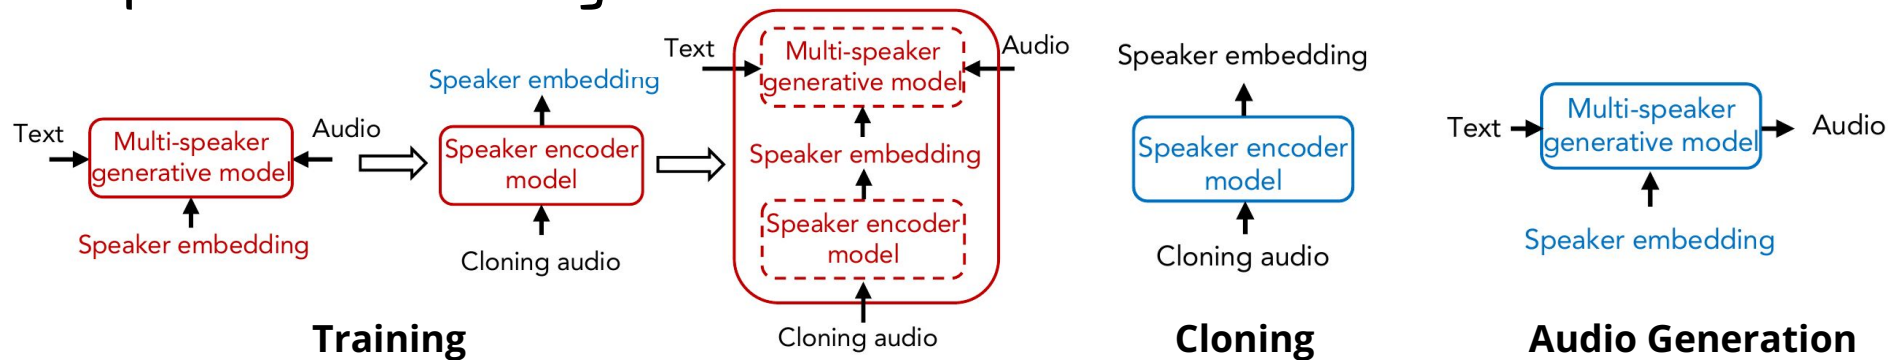 Text
Multi-speaker
generative model
Audio
Speaker embedding
Speaker embedding
Speaker encoder
model
Cloning audio
Text
Multi-speaker
generative model
Audio
Speaker embedding
Speaker encoder
model
Cloning audio
Training
Speaker embedding
Speaker encoder
model
Cloning audio
Cloning
Text
Multi-speaker
generative model
Audio
Speaker embedding
Audio Generation